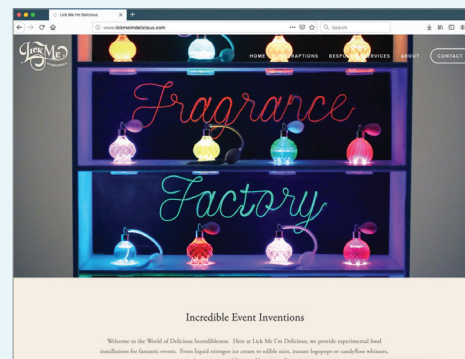 Lick Me I'm Delicious
www.lickmeimdelicious.com
Search
Lick Me
HOME
BESPOKE SERVICES
ABOUT
CONTACT
Fragrance
Factory
Incredible Event Inventions
Welcome to the World of Delicious Incredibleness. Here at Lick Me I'm Delicious, we provide experimental food
installations for fantastic events. From liquid nitrogen ice cream to edible mist, instant logopops or candyfloss whizzers,